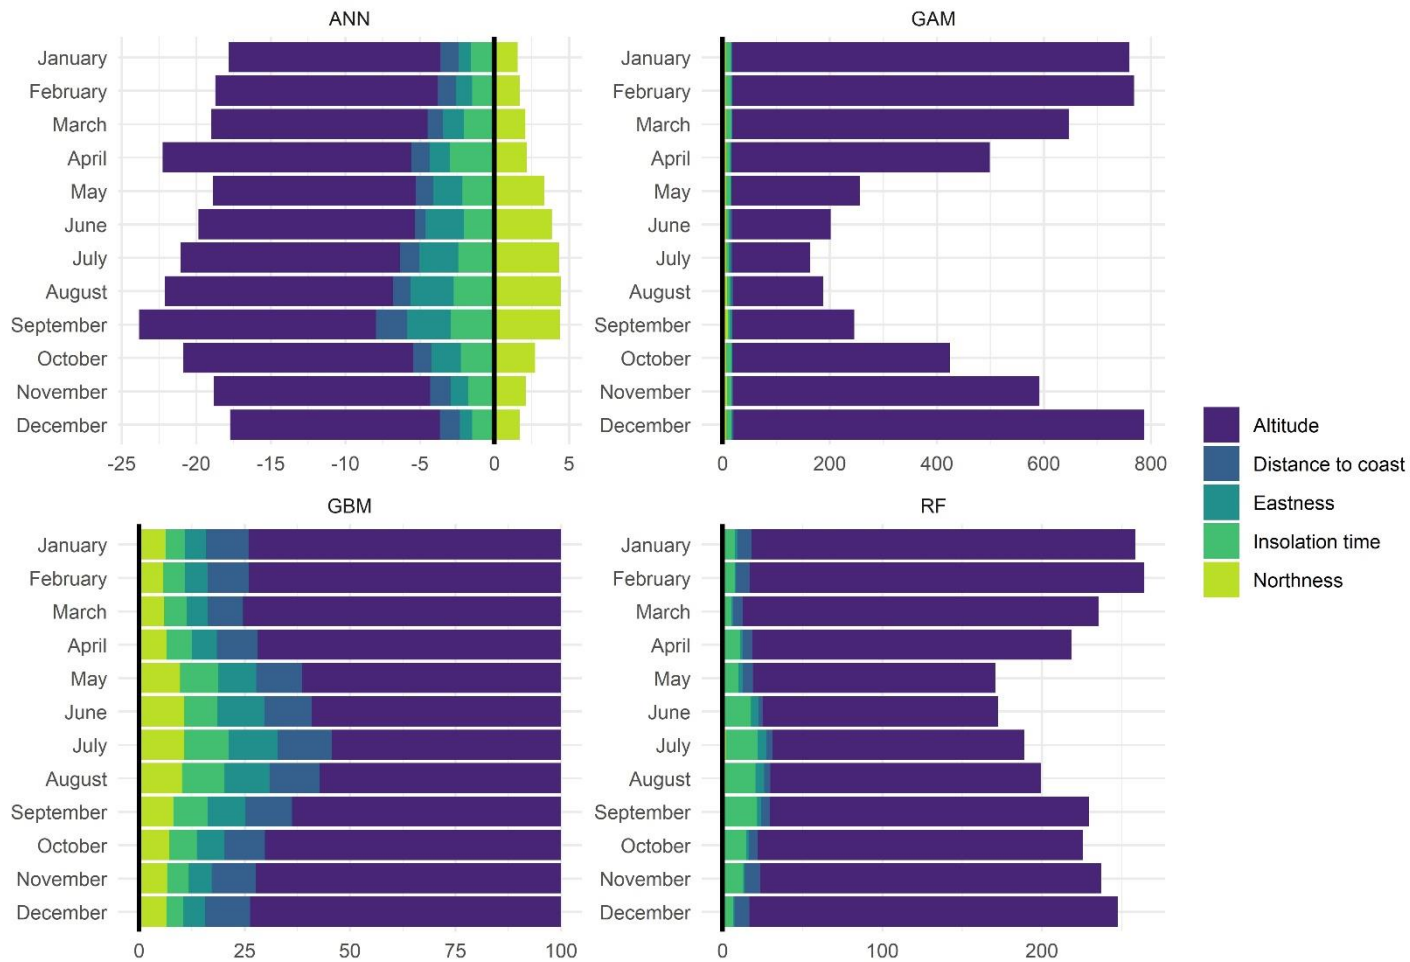 ANN
January
February
March
April
May
June
July
August
September
October
November
December
-25 -20 -15 -10 -5 0 5
GAM
January
February
March
April
May
June
July
August
September
October
November
December
0 200 400 600 800
GBM
January
February
March
April
May
June
July
August
September
October
November
December
0 25 50 75 100
RF
January
February
March
April
May
June
July
August
September
October
November
December
0 100 200
Altitude
Distance to coast
Eastness
Insolation time
Northness